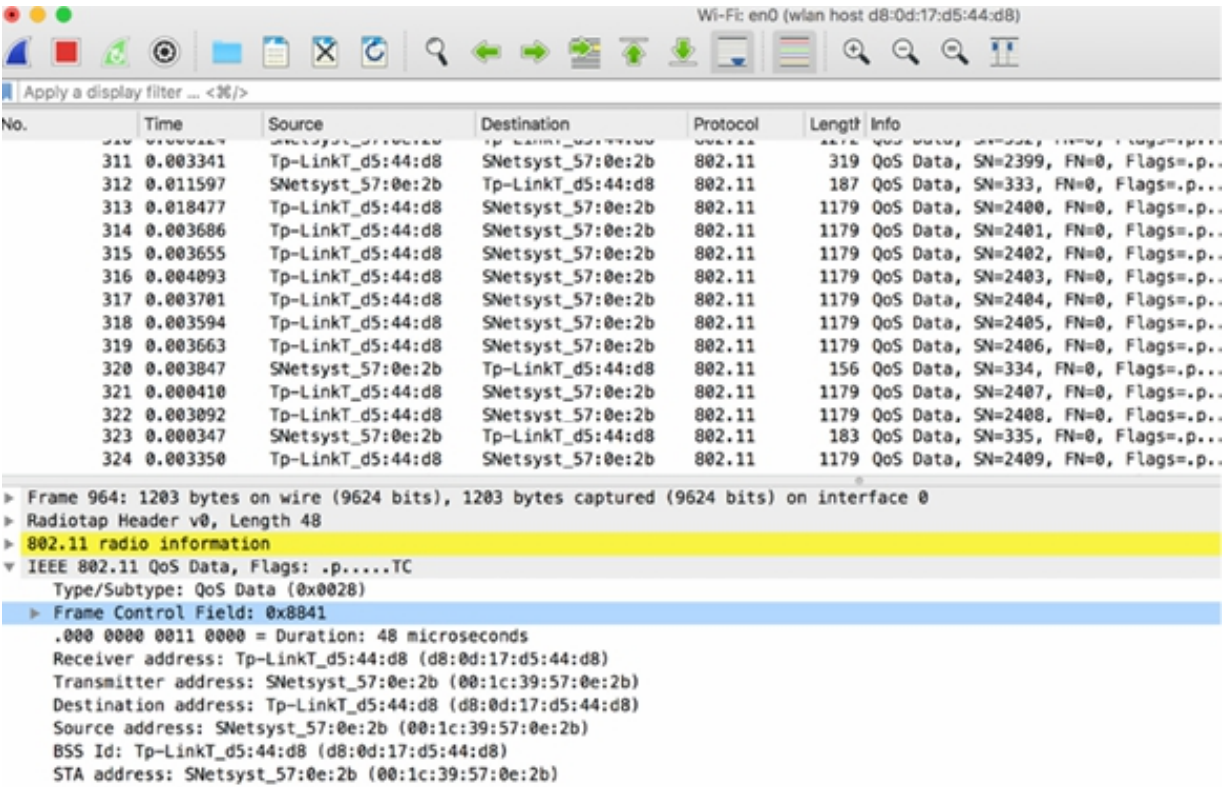 Wi-Fi: en0 (wlan host d8:0d:17:d5:44:d8)
Apply a display filter ... <⌘/>
No. Time Source Destination Protocol Length Info
311 0.003341 Tp-LinkT_d5:44:d8 SNetsyst_57:0e:2b 802.11 319 QoS Data, SN=2399, FN=0, Flags=.p..
312 0.011597 SNetsyst_57:0e:2b Tp-LinkT_d5:44:d8 802.11 187 QoS Data, SN=333, FN=0, Flags=.p...
313 0.018477 Tp-LinkT_d5:44:d8 SNetsyst_57:0e:2b 802.11 1179 QoS Data, SN=2400, FN=0, Flags=.p..
314 0.003686 Tp-LinkT_d5:44:d8 SNetsyst_57:0e:2b 802.11 1179 QoS Data, SN=2401, FN=0, Flags=.p..
315 0.003655 Tp-LinkT_d5:44:d8 SNetsyst_57:0e:2b 802.11 1179 QoS Data, SN=2402, FN=0, Flags=.p..
316 0.004093 Tp-LinkT_d5:44:d8 SNetsyst_57:0e:2b 802.11 1179 QoS Data, SN=2403, FN=0, Flags=.p..
317 0.003701 Tp-LinkT_d5:44:d8 SNetsyst_57:0e:2b 802.11 1179 QoS Data, SN=2404, FN=0, Flags=.p..
318 0.003594 Tp-LinkT_d5:44:d8 SNetsyst_57:0e:2b 802.11 1179 QoS Data, SN=2405, FN=0, Flags=.p..
319 0.003663 Tp-LinkT_d5:44:d8 SNetsyst_57:0e:2b 802.11 1179 QoS Data, SN=2406, FN=0, Flags=.p..
320 0.003847 SNetsyst_57:0e:2b Tp-LinkT_d5:44:d8 802.11 156 QoS Data, SN=334, FN=0, Flags=.p...
321 0.000410 Tp-LinkT_d5:44:d8 SNetsyst_57:0e:2b 802.11 1179 QoS Data, SN=2407, FN=0, Flags=.p..
322 0.003092 Tp-LinkT_d5:44:d8 SNetsyst_57:0e:2b 802.11 1179 QoS Data, SN=2408, FN=0, Flags=.p..
323 0.000347 SNetsyst_57:0e:2b Tp-LinkT_d5:44:d8 802.11 183 QoS Data, SN=335, FN=0, Flags=.p...
324 0.003350 Tp-LinkT_d5:44:d8 SNetsyst_57:0e:2b 802.11 1179 QoS Data, SN=2409, FN=0, Flags=.p..
Frame 964: 1203 bytes on wire (9624 bits), 1203 bytes captured (9624 bits) on interface 0
Radiotap Header v0, Length 48
802.11 radio information
IEEE 802.11 QoS Data, Flags: .p.....TC
Type/Subtype: QoS Data (0x0028)
Frame Control Field: 0x8841
.000 0000 0011 0000 = Duration: 48 microseconds
Receiver address: Tp-LinkT_d5:44:d8 (d8:0d:17:d5:44:d8)
Transmitter address: SNetsyst_57:0e:2b (00:1c:39:57:0e:2b)
Destination address: Tp-LinkT_d5:44:d8 (d8:0d:17:d5:44:d8)
Source address: SNetsyst_57:0e:2b (00:1c:39:57:0e:2b)
BSS Id: Tp-LinkT_d5:44:d8 (d8:0d:17:d5:44:d8)
STA address: SNetsyst_57:0e:2b (00:1c:39:57:0e:2b)